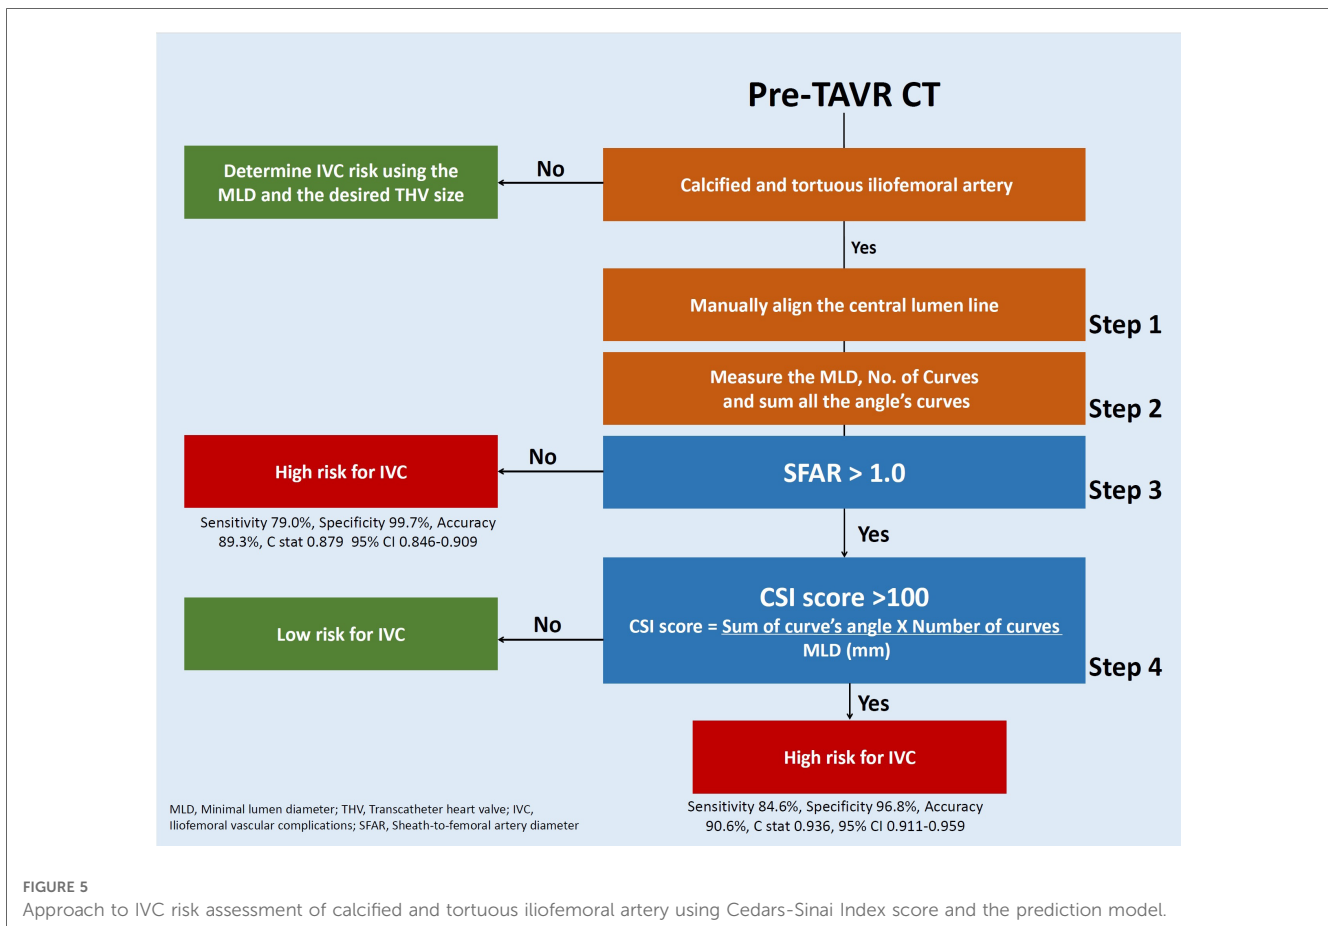 Pre-TAVR CT
Determine IVC risk using the
MLD and the desired THV size
No
Calcified and tortuous iliofemoral artery
Yes
Manually align the central lumen line
Step 1
Measure the MLD, No. of Curves
and sum all the angle's curves
Step 2
High risk for IVC
No
SFAR > 1.0
Step 3
Sensitivity 79.0%, Specificity 99.7%, Accuracy
89.3%, C stat 0.879 95% CI 0.846-0.909
Yes
CSI score >100
CSI score = Sum of curve's angle X Number of curves
MLD (mm)
Low risk for IVC
No
Step 4
Yes
High risk for IVC
Sensitivity 84.6%, Specificity 96.8%, Accuracy
90.6%, C stat 0.936, 95% CI 0.911-0.959
MLD, Minimal lumen diameter; THV, Transcatheter heart valve; IVC,
Iliofemoral vascular complications; SFAR, Sheath-to-femoral artery diameter
FIGURE 5
Approach to IVC risk assessment of calcified and tortuous iliofemoral artery using Cedars-Sinai Index score and the prediction model.